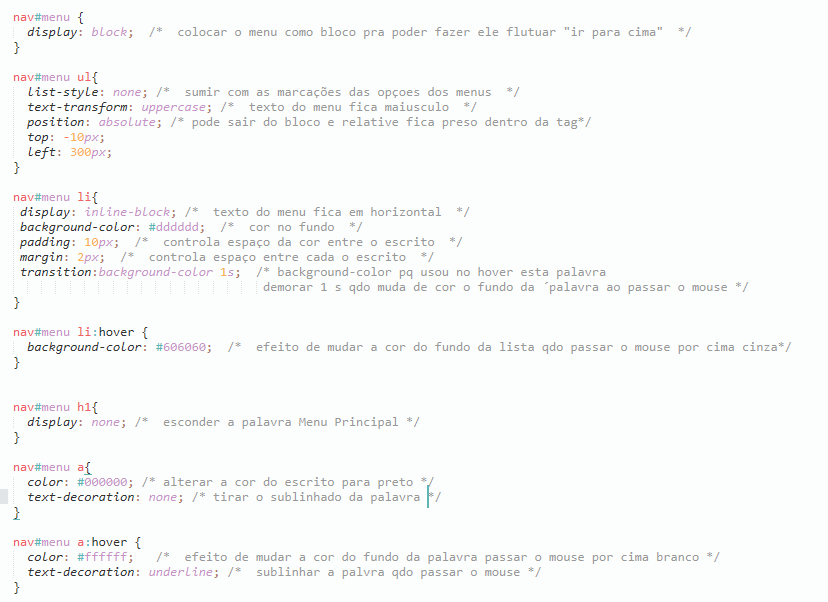 nav#menu {
display: block; /* colocar o menu como bloco pra poder fazer ele flutuar "ir para cima" */
}
nav#menu ul{
list-style: none; /* sumir com as marcações das opçoes dos menus */
text-transform: uppercase; /* texto do menu fica maiusculo */
position: absolute; /* pode sair do bloco e relative fica preso dentro da tag*/
top: -10px;
left: 300px;
}
nav#menu li{
display: inline-block; /* texto do menu fica em horizontal */
background-color: #dddddd; /* cor no fundo */
padding: 10px; /* controla espaço da cor entre o escrito */
margin: 2px; /* controla espaço entre cada o escrito */
transition:background-color 1s; /* background-color pq usou no hover esta palavra
demorar 1 s qdo muda de cor o fundo da ´palavra ao passar o mouse */
}
nav#menu li:hover {
background-color: #606060; /* efeito de mudar a cor do fundo da lista qdo passar o mouse por cima cinza*/
}
nav#menu h1{
display: none; /* esconder a palavra Menu Principal */
}
nav#menu a{
color: #000000; /* alterar a cor do escrito para preto */
text-decoration: none; /* tirar o sublinhado da palavra */
}
nav#menu a:hover {
color: #ffffff; /* efeito de mudar a cor do fundo da palavra passar o mouse por cima branco */
text-decoration: underline; /* sublinhar a palvra qdo passar o mouse */
}